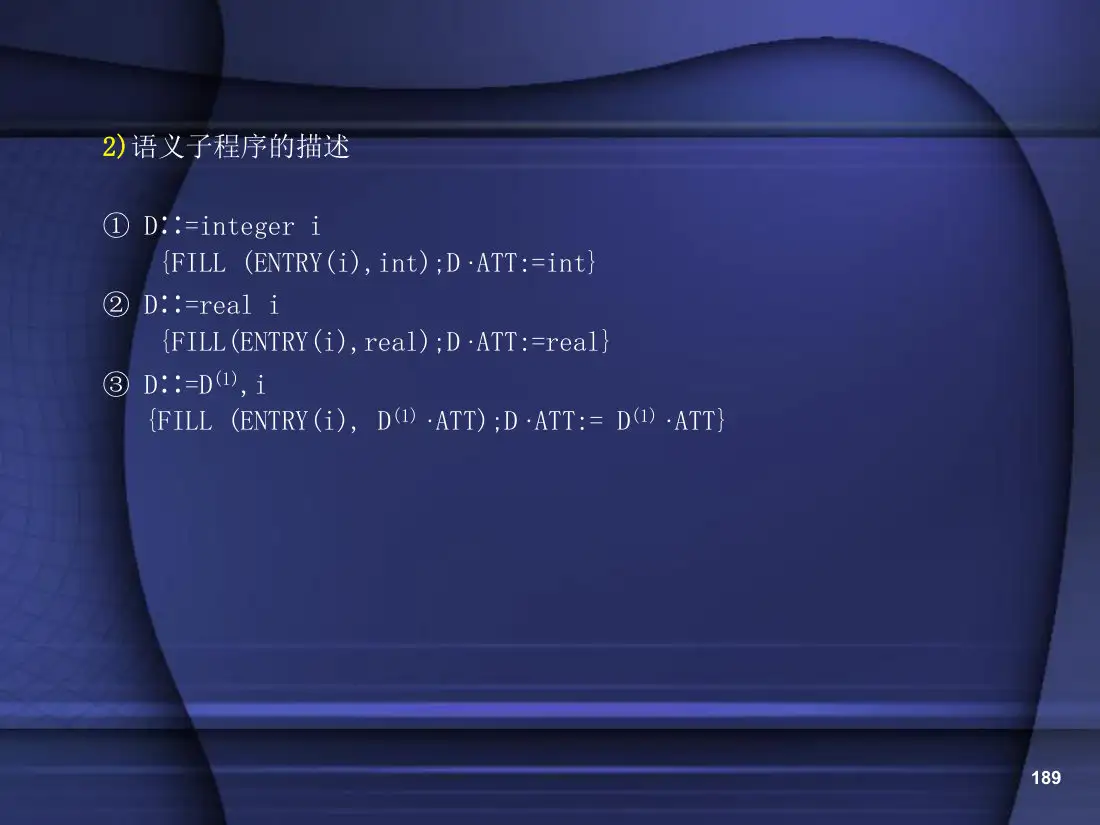 2)语义子程序的描述
① D::=integer i
{FILL (ENTRY(i),int);D·ATT:=int}
② D::=real i
{FILL(ENTRY(i),real);D·ATT:=real}
③ D::=D⁽¹⁾,i
{FILL (ENTRY(i), D⁽¹⁾·ATT);D·ATT:= D⁽¹⁾·ATT}
189